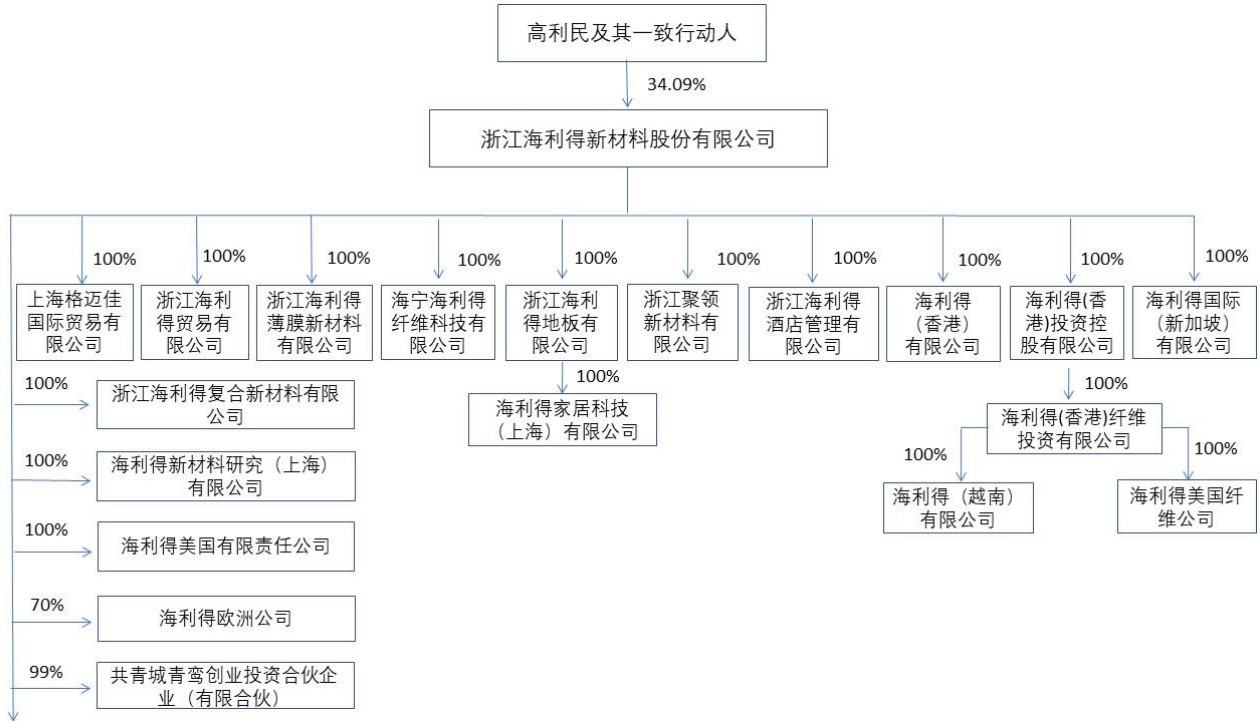 高利民及其一致行动人
34.09%
浙江海利得新材料股份有限公司
100%
100%
100%
100%
100%
100%
100%
100%
100%
100%
上海格迈佳
国际贸易有
限公司
浙江海利
得贸易有
限公司
浙江海利得
薄膜新材料
有限公司
海宁海利得
纤维科技有
限公司
浙江海利
得地板有
限公司
浙江聚领
新材料有
限公司
浙江海利得
酒店管理有
限公司
海利得
（香港）
有限公司
海利得(香
港)投资控
股有限公司
海利得国际
（新加坡）
有限公司
100%
浙江海利得复合新材料有限
公司
100%
海利得家居科技
（上海）有限公司
100%
海利得(香港)纤维
投资有限公司
100%
海利得新材料研究（上海）
有限公司
100%
海利得（越南）
有限公司
100%
海利得美国纤
维公司
100%
海利得美国有限责任公司
70%
海利得欧洲公司
99%
共青城青鸾创业投资合伙企
业（有限合伙）